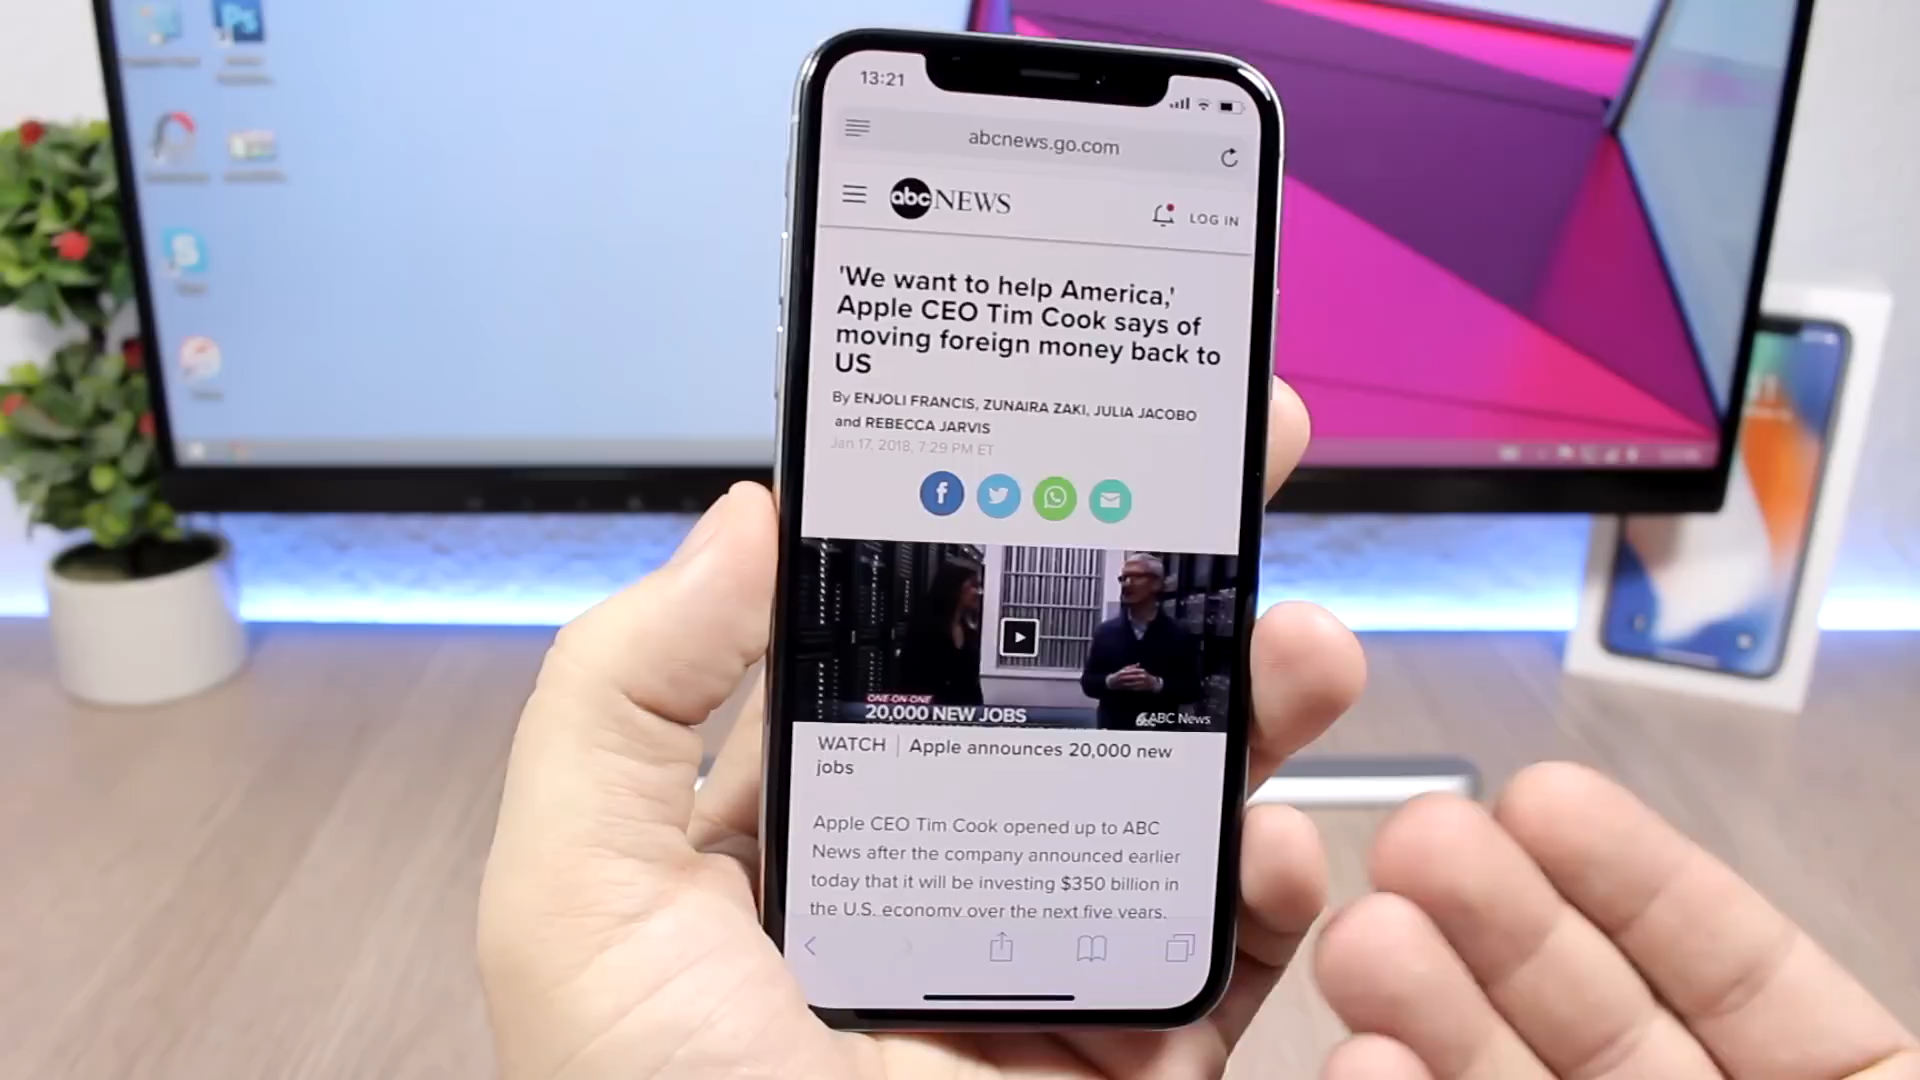 Ps
S
13:21
abcnews.go.com
abc NEWS
LOG IN
'We want to help America,'
Apple CEO Tim Cook says of
moving foreign money back to
US
By ENJOLI FRANCIS, ZUNAIRA ZAKI, JULIA JACOBO
and REBECCA JARVIS
Jan 17, 2018, 7:29 PM ET
f
ONE-ON-ONE
20,000 NEW JOBS
abc ABC News
WATCH | Apple announces 20,000 new
jobs
Apple CEO Tim Cook opened up to ABC
News after the company announced earlier
today that it will be investing $350 billion in
the U.S. economy over the next five years.